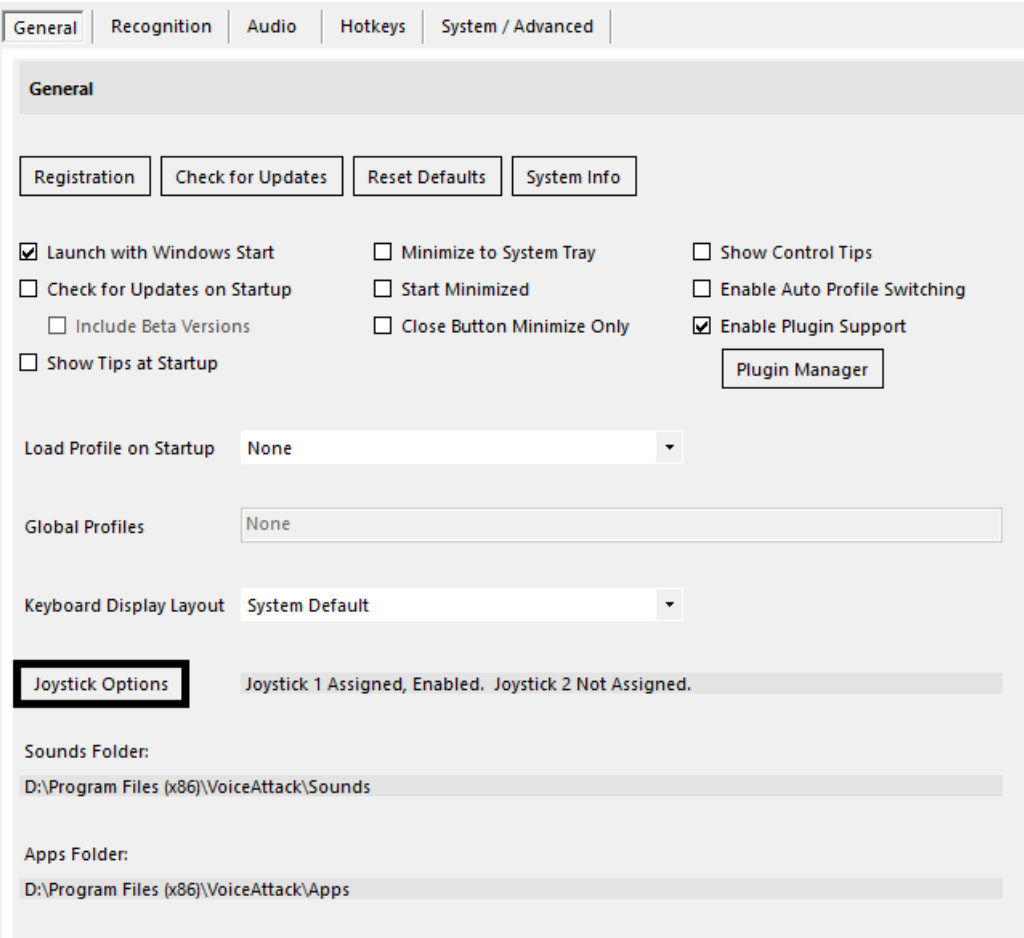 General Recognition Audio Hotkeys System / Advanced
General
Registration Check for Updates Reset Defaults System Info
Launch with Windows Start Minimize to System Tray Show Control Tips
Check for Updates on Startup Start Minimized Enable Auto Profile Switching
Include Beta Versions Close Button Minimize Only Enable Plugin Support
Show Tips at Startup Plugin Manager
Load Profile on Startup None
Global Profiles None
Keyboard Display Layout System Default
Joystick Options Joystick 1 Assigned, Enabled. Joystick 2 Not Assigned.
Sounds Folder:
D:\Program Files (x86)\VoiceAttack\Sounds
Apps Folder:
D:\Program Files (x86)\VoiceAttack\Apps